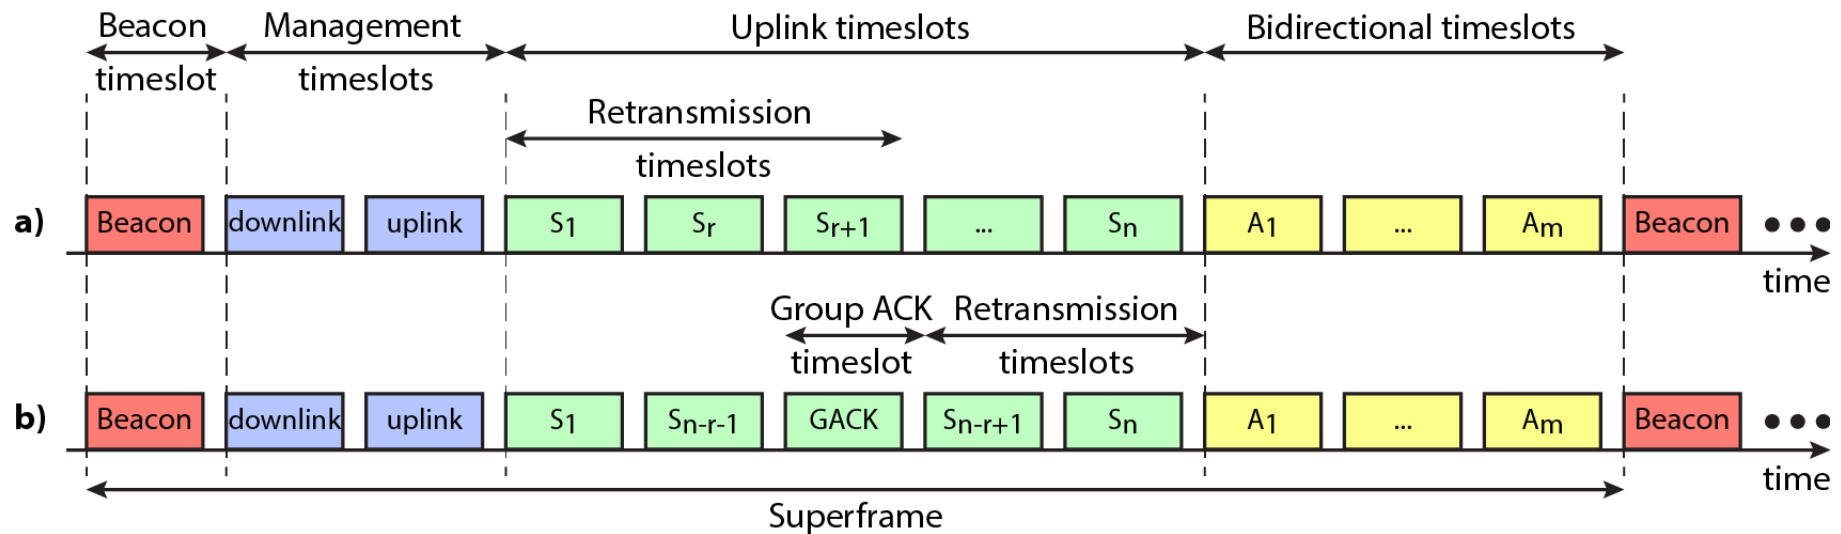 Beacon Management Uplink timeslots Bidirectional timeslots
timeslot timeslots
Retransmission
timeslots
a) Beacon downlink uplink S1 Sr Sr+1 ... Sn A1 ... Am Beacon
time
Group ACK Retransmission
timeslot timeslots
b) Beacon downlink uplink S1 Sn-r-1 GACK Sn-r+1 Sn A1 ... Am Beacon
time
Superframe